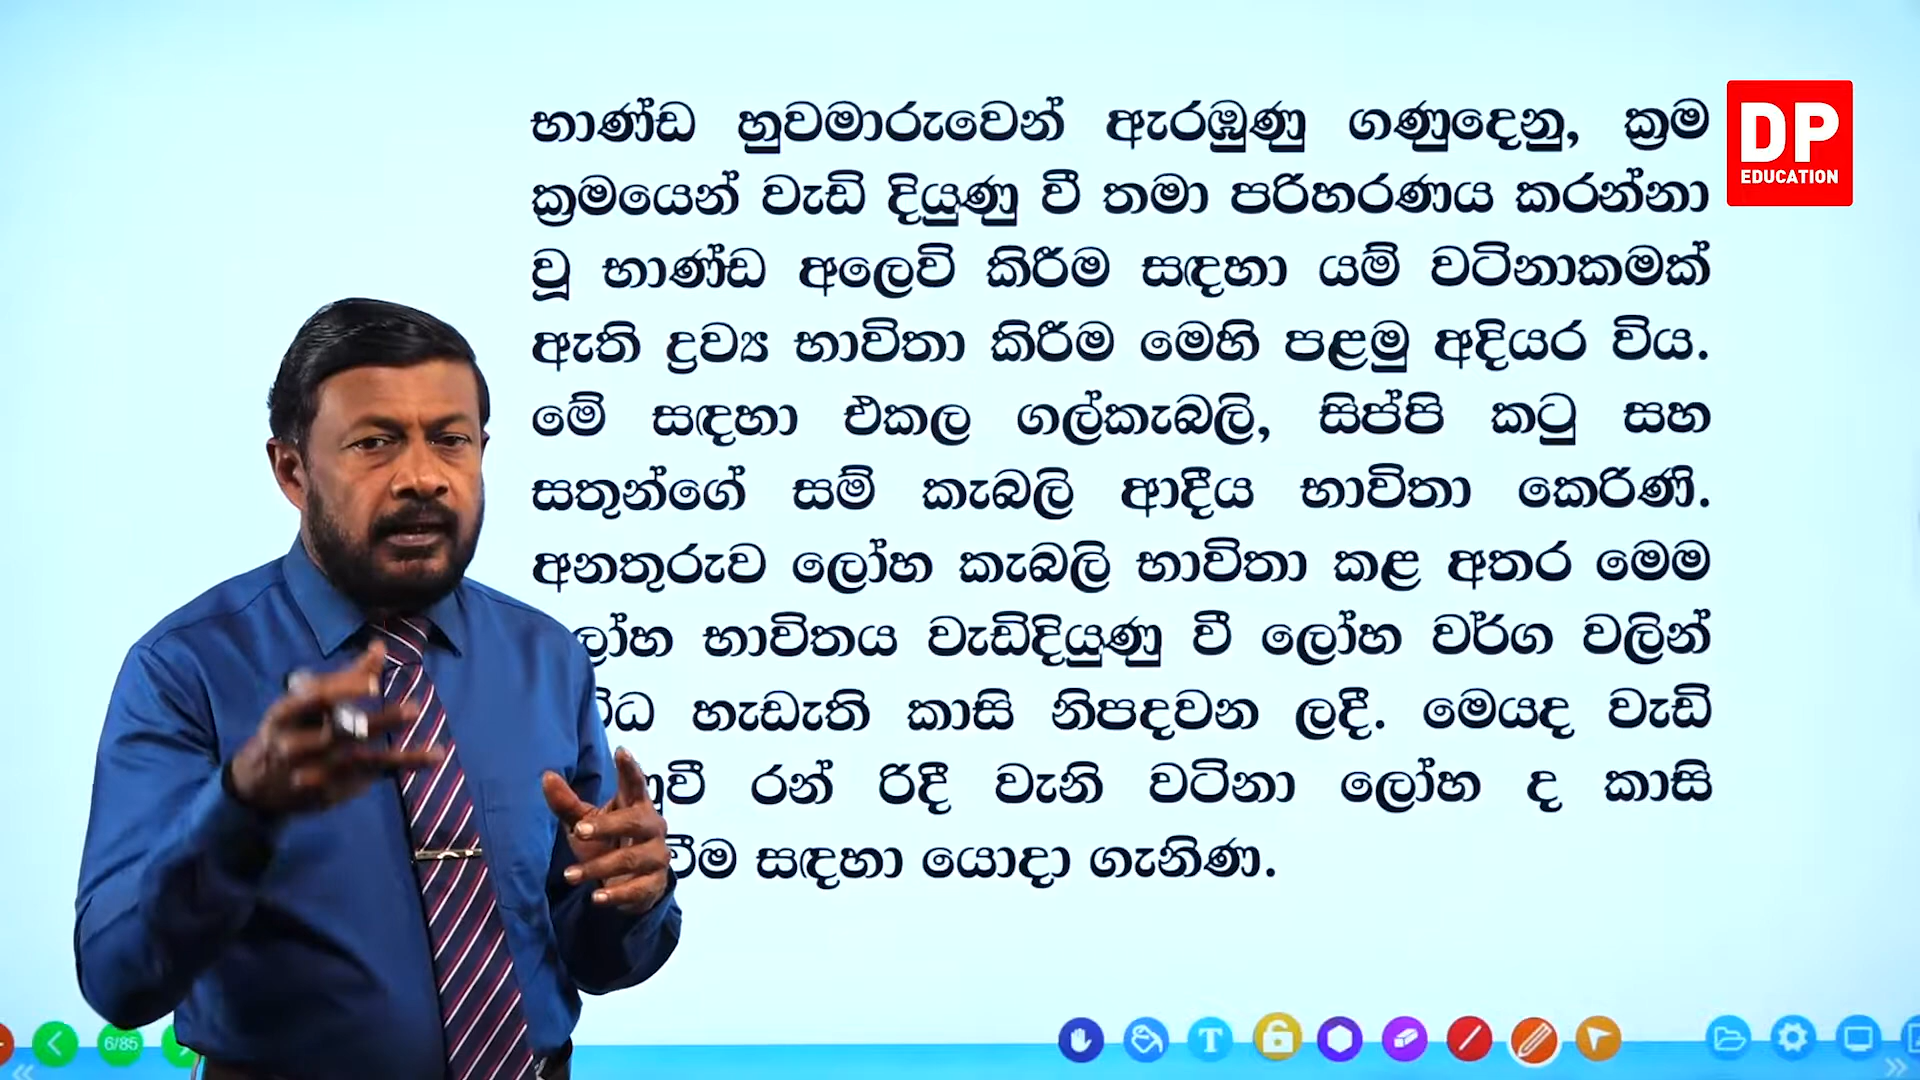 භාණ්ඩ හුවමාරුවෙන් ඇරඹුණු ගණුදෙනු, ක්‍රම
ක්‍රමයෙන් වැඩි දියුණු වී තමා පරිහරණය කරන්නා
වූ භාණ්ඩ අලෙවි කිරීම සඳහා යම් වටිනාකමක්
ඇති ද්‍රව්‍ය භාවිතා කිරීම මෙහි පළමු අදියර විය.
මේ සඳහා එකල ගල්කැබලි, සිප්පි කටු සහ
සතුන්ගේ සම් කැබලි ආදීය භාවිතා කෙරිණි.
අනතුරුව ලෝහ කැබලි භාවිතා කළ අතර මෙම
භාවිතය වැඩිදියුණු වී ලෝහ වර්ග වලින්
හැඩැති කාසි නිපදවන ලදී. මෙයද වැඩි
රන් රිදී වැනි වටිනා ලෝහ ද කාසි
සඳහා යොදා ගැනිණ.
DP
EDUCATION
6/85
T